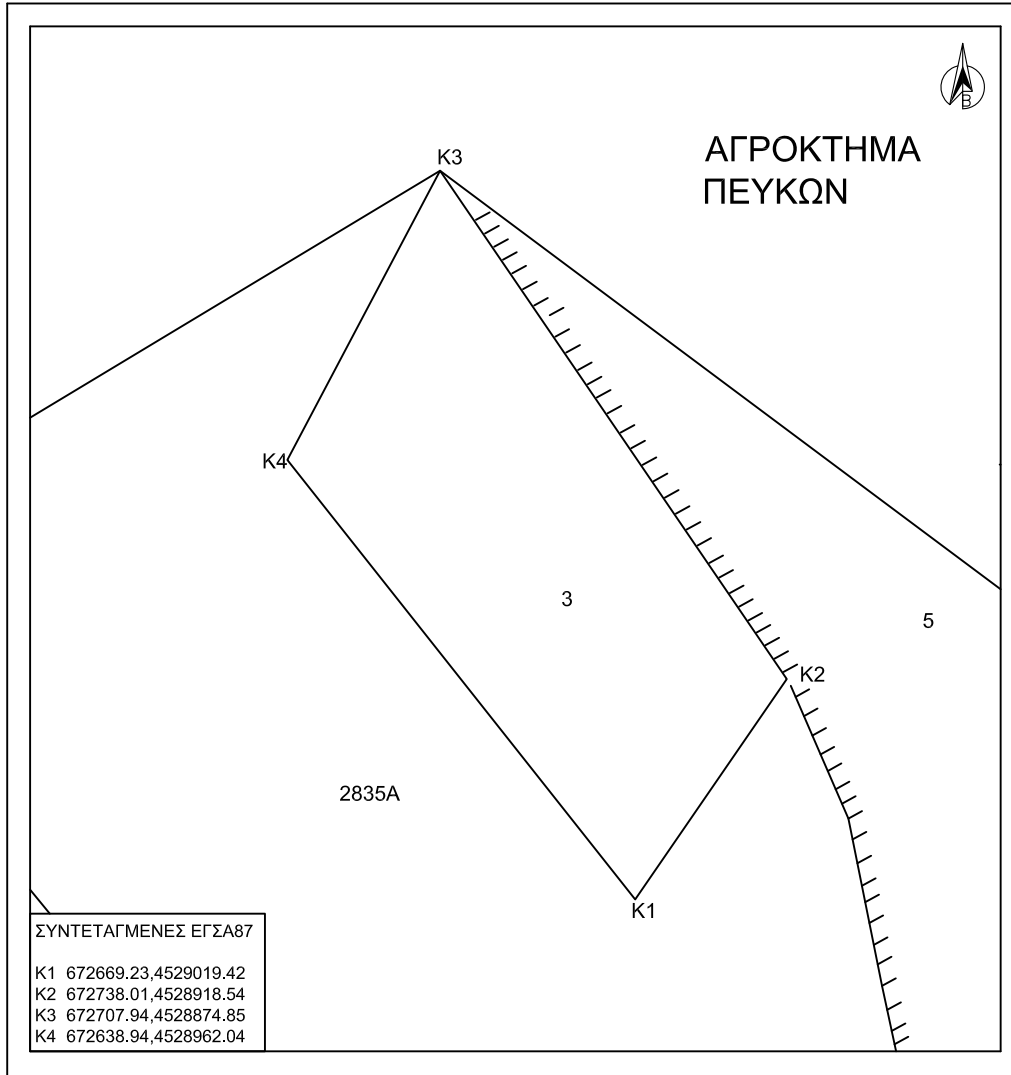 B
ΑΓΡΟΚΤΗΜΑ
ΠΕΥΚΩΝ
K3
K4
3
5
K2
2835A
K1
ΣΥΝΤΕΤΑΓΜΕΝΕΣ ΕΓΣΑ87
K1 672669.23,4529019.42
K2 672738.01,4528918.54
K3 672707.94,4528874.85
K4 672638.94,4528962.04